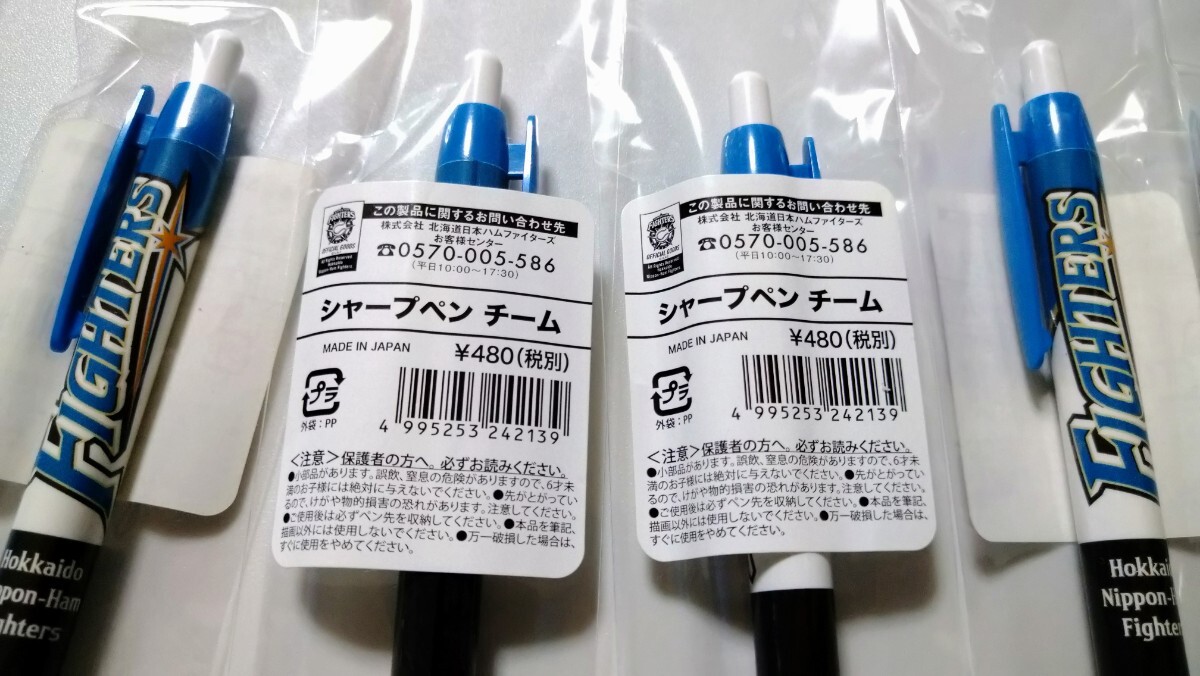 FIGHTERS
Hokkaido
ppon-Ham
ghters
FIGHTERS
OFFICIAL GOODS
この製品に関するお問い合わせ先
株式会社 北海道日本ハムファイターズ
お客様センター
☎0570-005-586
(平日10:00〜17:30)
シャープペン チーム
MADE IN JAPAN
¥480(税別)
プラ
外袋：PP
4 995253 242139
＜注意＞保護者の方へ。必ずお読みください。
●小部品があります。誤飲、窒息の危険がありますので、6才未
満のお子様には絶対に与えないでください。●先がとがってい
るので、けがや物的損害の恐れがあります。注意してください。
●ご使用後は必ずペン先を収納してください。●本品を筆記、
描画以外には使用しないでください。●万一破損した場合は、
すぐに使用をやめてください。
FIGHTERS
OFFICIAL GOODS
この製品に関するお問い合わせ先
株式会社 北海道日本ハムファイターズ
お客様センター
☎0570-005-586
(平日10:00〜17:30)
シャープペン チーム
MADE IN JAPAN
¥480(税別)
プラ
外袋：PP
4 995253 242139
＜注意＞保護者の方へ。必ずお読みください。
●小部品があります。誤飲、窒息の危険がありますので、6才未
満のお子様には絶対に与えないでください。●先がとがってい
るので、けがや物的損害の恐れがあります。注意してください。
●ご使用後は必ずペン先を収納してください。●本品を筆記、
描画以外には使用しないでください。●万一破損した場合は、
すぐに使用をやめてください。
FIGHTERS
Hokkai
Nippon-H
Fighte